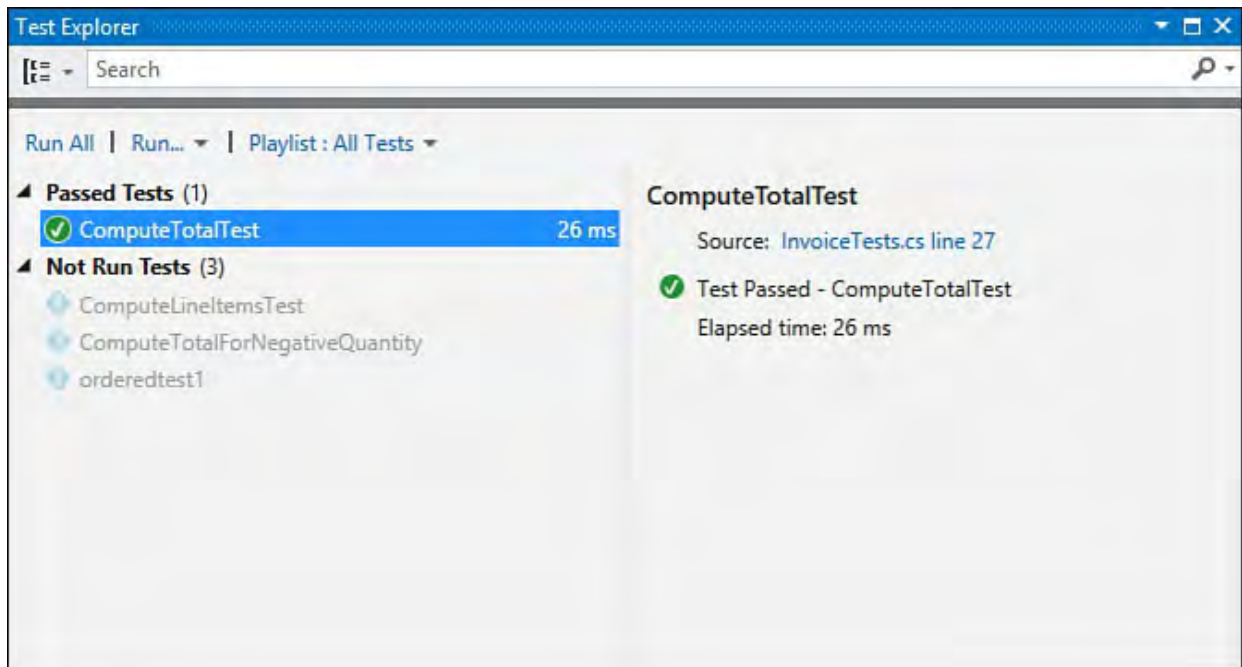 Test Explorer
Search
Run All | Run... | Playlist : All Tests
Passed Tests (1)
ComputeTotalTest 26 ms
Not Run Tests (3)
ComputeLineItemsTest
ComputeTotalForNegativeQuantity
orderedtest1
ComputeTotalTest
Source: InvoiceTests.cs line 27
Test Passed - ComputeTotalTest
Elapsed time: 26 ms